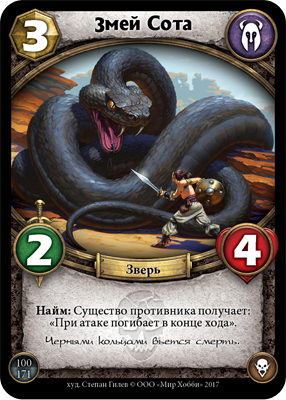 3
Змей Сота
2
4
Зверь
Найм: Существо противника получает:
«При атаке погибает в конце хода».
Черными кольцами вьется смерть.
100
171
худ. Степан Гилев © ООО «Мир Хобби» 2017